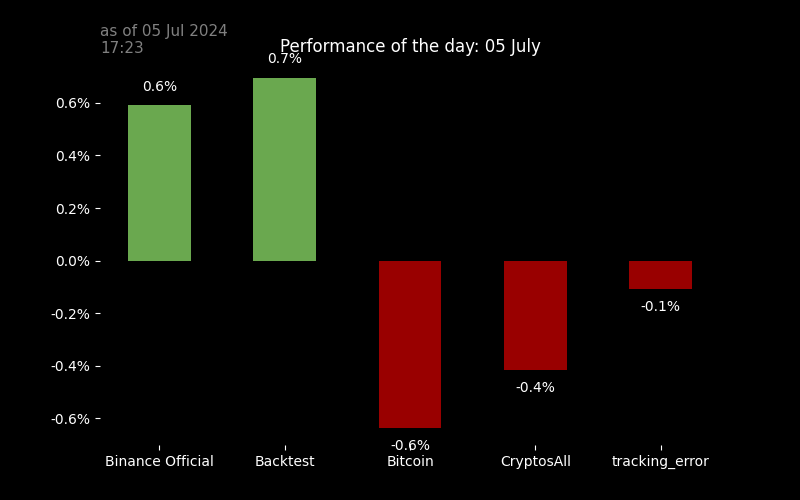 as of 05 Jul 2024
17:23
Performance of the day: 05 July
0.6%
0.7%
0.6%
0.4%
0.2%
0.0%
-0.2%
-0.4%
-0.6%
-0.1%
-0.4%
-0.6%
Binance Official
Backtest
Bitcoin
CryptosAll
tracking_error